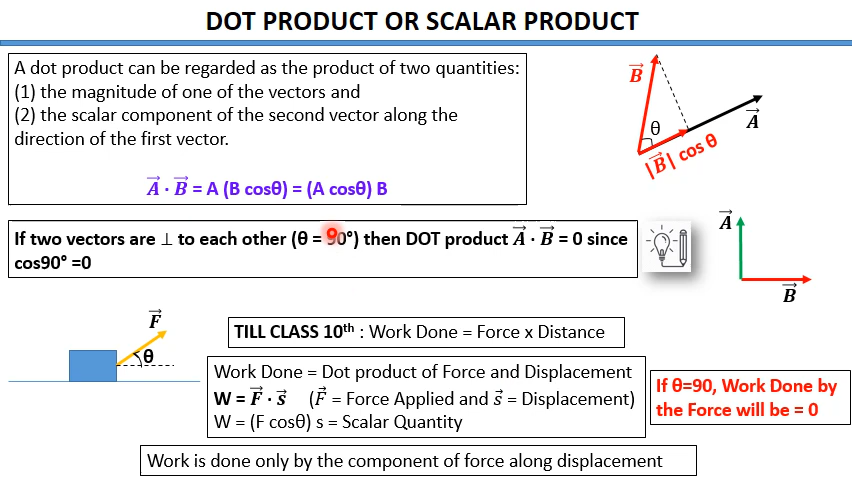 DOT PRODUCT OR SCALAR PRODUCT
A dot product can be regarded as the product of two quantities:
(1) the magnitude of one of the vectors and
(2) the scalar component of the second vector along the
direction of the first vector.
A⃗ · B⃗ = A (B cosθ) = (A cosθ) B
B⃗
θ
A⃗
|B⃗| cos θ
If two vectors are ⊥ to each other (θ = 90°) then DOT product A⃗ · B⃗ = 0 since
cos90° =0
A⃗
B⃗
F⃗
θ
TILL CLASS 10th : Work Done = Force x Distance
Work Done = Dot product of Force and Displacement
W = F⃗ · s⃗ (F⃗ = Force Applied and s⃗ = Displacement)
W = (F cosθ) s = Scalar Quantity
If θ=90, Work Done by
the Force will be = 0
Work is done only by the component of force along displacement